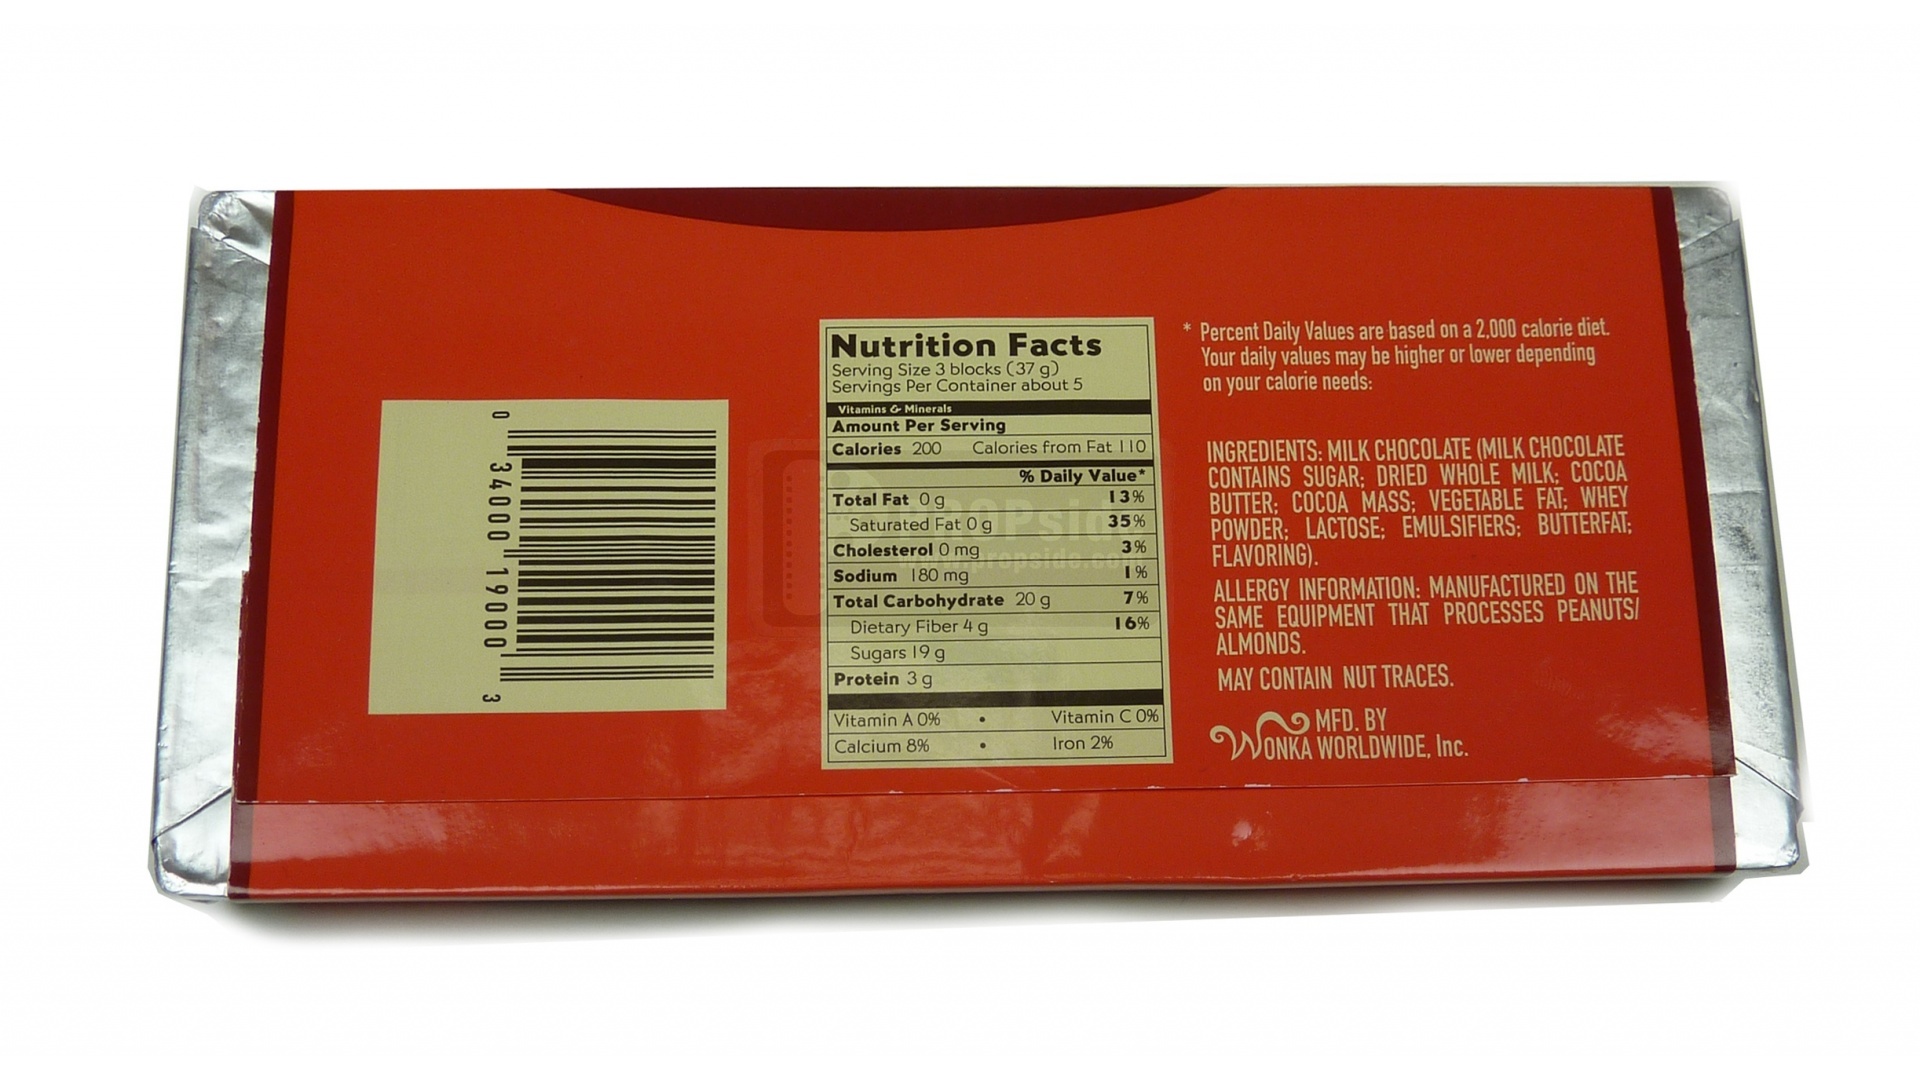 0 34000 19000 3
Nutrition Facts
Serving Size 3 blocks (37 g)
Servings Per Container about 5
Vitamins & Minerals
Amount Per Serving
Calories 200 Calories from Fat 110
% Daily Value*
Total Fat 0 g 13%
Saturated Fat 0 g 35%
Cholesterol 0 mg 3%
Sodium 180 mg 1%
Total Carbohydrate 20 g 7%
Dietary Fiber 4 g 16%
Sugars 19 g
Protein 3 g
Vitamin A 0% • Vitamin C 0%
Calcium 8% • Iron 2%
* Percent Daily Values are based on a 2,000 calorie diet.
Your daily values may be higher or lower depending
on your calorie needs:
INGREDIENTS: MILK CHOCOLATE (MILK CHOCOLATE
CONTAINS SUGAR; DRIED WHOLE MILK; COCOA
BUTTER; COCOA MASS; VEGETABLE FAT; WHEY
POWDER; LACTOSE; EMULSIFIERS; BUTTERFAT;
FLAVORING).
ALLERGY INFORMATION: MANUFACTURED ON THE
SAME EQUIPMENT THAT PROCESSES PEANUTS/
ALMONDS.
MAY CONTAIN NUT TRACES.
MFD. BY
WONKA WORLDWIDE, Inc.
PROPside
www.propside.com